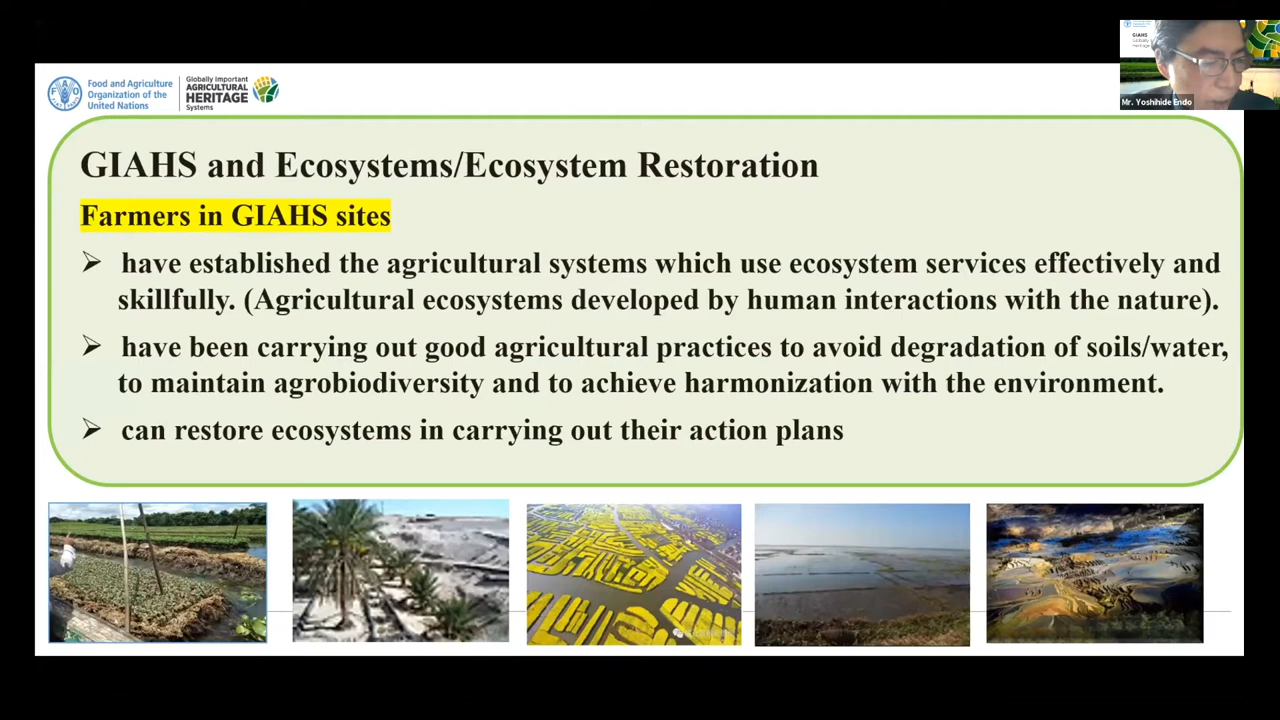 Food and Agriculture
Organization of the
United Nations
Globally Important
AGRICULTURAL
HERITAGE
Systems
GIAHS
Mr. Yoshihide Endo
GIAHS and Ecosystems/Ecosystem Restoration
Farmers in GIAHS sites
have established the agricultural systems which use ecosystem services effectively and
skillfully. (Agricultural ecosystems developed by human interactions with the nature).
have been carrying out good agricultural practices to avoid degradation of soils/water,
to maintain agrobiodiversity and to achieve harmonization with the environment.
can restore ecosystems in carrying out their action plans